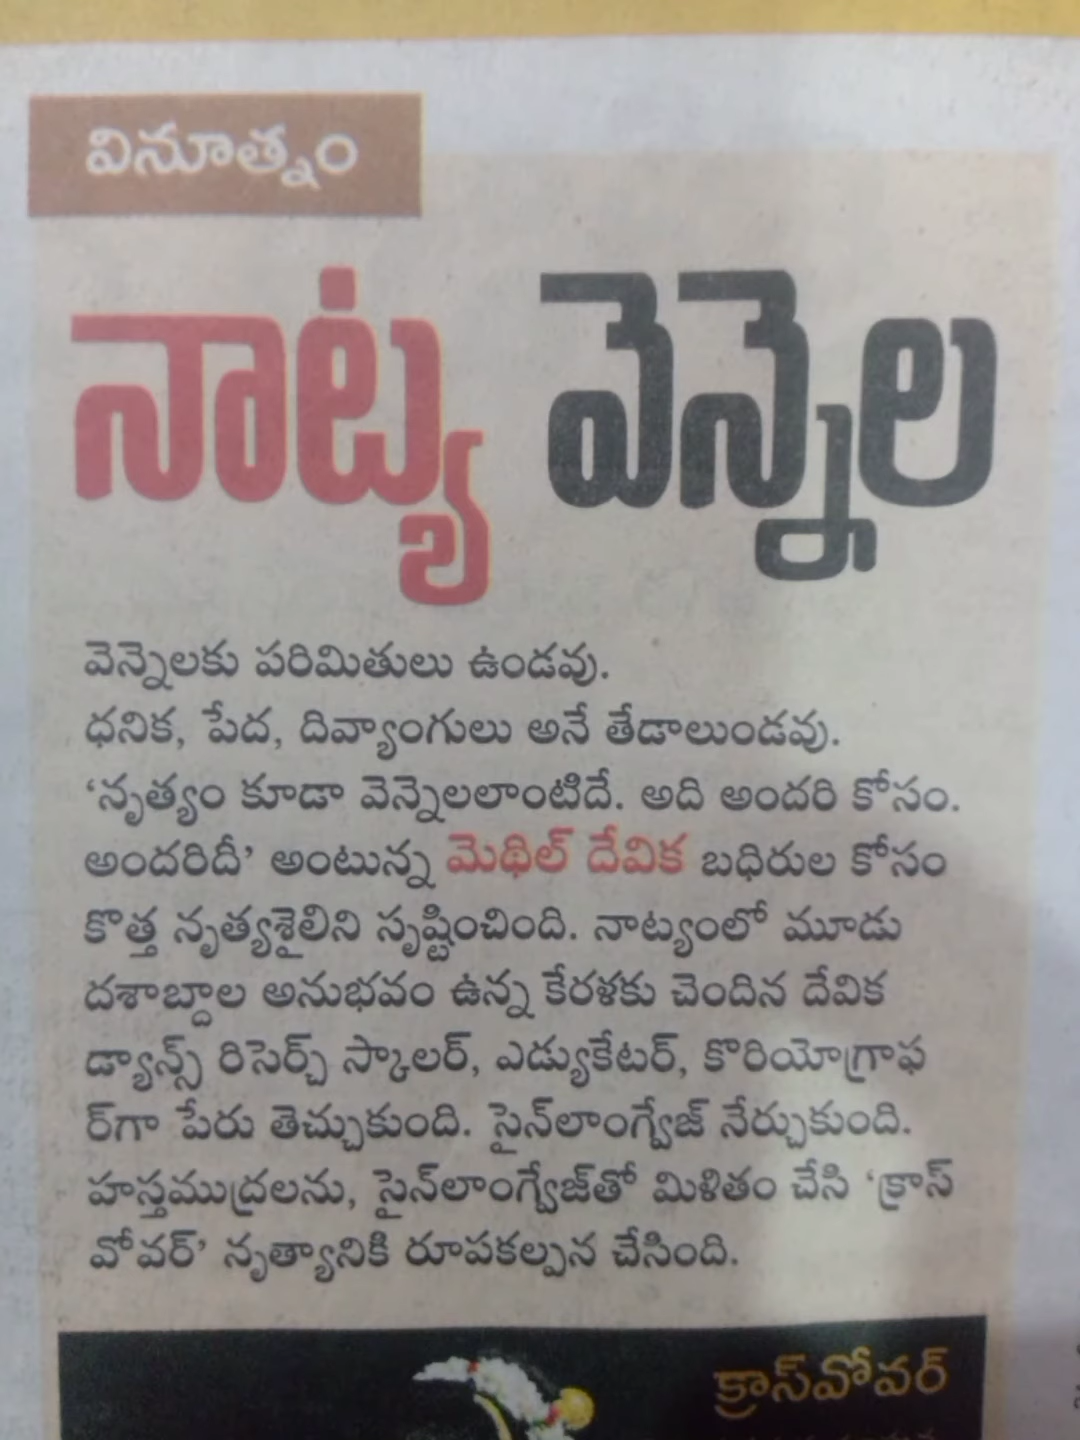 వినూత్నం
నాట్య వెన్నెల
వెన్నెలకు పరిమితులు ఉండవు.
ధనిక, పేద, దివ్యాంగులు అనే తేడాలుండవు.
‘నృత్యం కూడా వెన్నెలలాంటిదే. అది అందరి కోసం.
అందరిదీ’ అంటున్న మెథిల్ దేవిక బధిరుల కోసం
కొత్త నృత్యశైలిని సృష్టించింది. నాట్యంలో మూడు
దశాబ్దాల అనుభవం ఉన్న కేరళకు చెందిన దేవిక
డ్యాన్స్ రిసెర్చ్ స్కాలర్, ఎడ్యుకేటర్, కొరియోగ్రాఫ
ర్‌గా పేరు తెచ్చుకుంది. సైన్‌లాంగ్వేజ్ నేర్చుకుంది.
హస్తముద్రలను, సైన్‌లాంగ్వేజ్‌తో మిళితం చేసి ‘క్రాస్
వోవర్’ నృత్యానికి రూపకల్పన చేసింది.
క్రాస్‌వోవర్